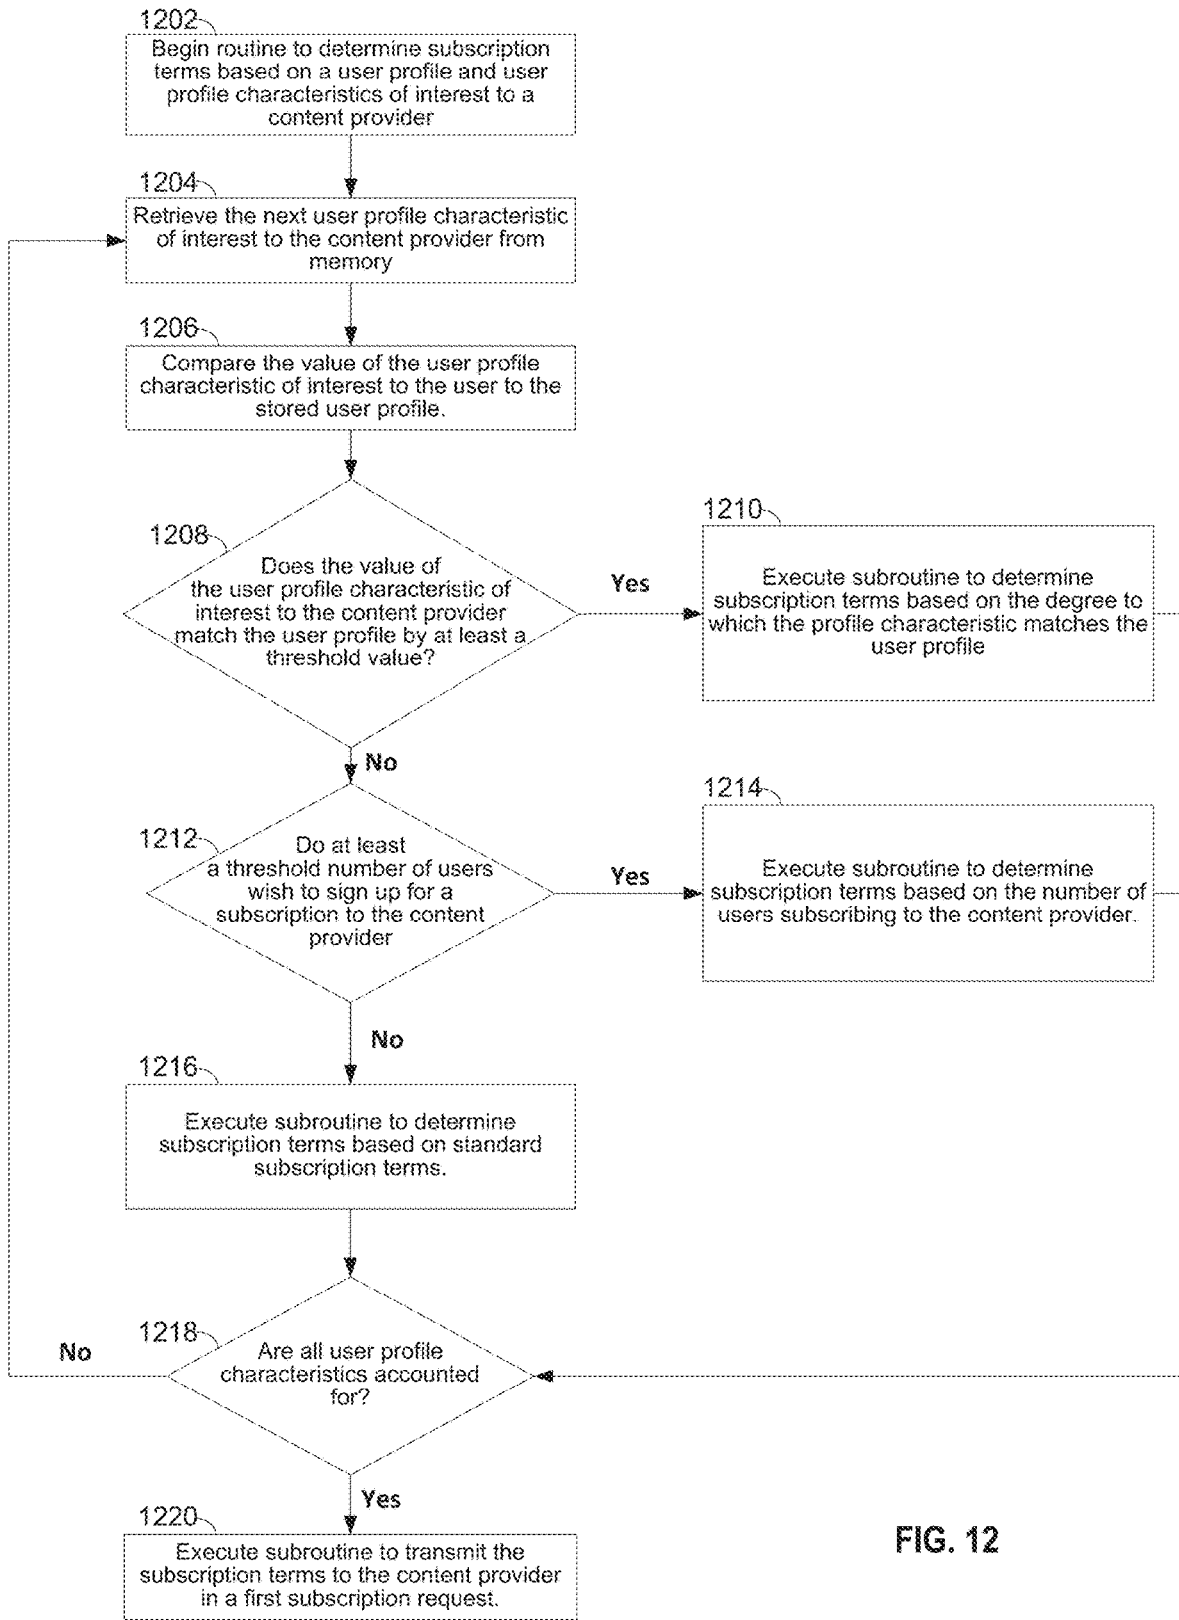 1202
Begin routine to determine subscription
terms based on a user profile and user
profile characteristics of interest to a
content provider
1204
Retrieve the next user profile characteristic
of interest to the content provider from
memory
1206
Compare the value of the user profile
characteristic of interest to the user to the
stored user profile.
1208
Does the value of
the user profile characteristic of
interest to the content provider
match the user profile by at least a
threshold value?
Yes
1210
Execute subroutine to determine
subscription terms based on the degree to
which the profile characteristic matches the
user profile
No
1212
Do at least
a threshold number of users
wish to sign up for a
subscription to the content
provider
Yes
1214
Execute subroutine to determine
subscription terms based on the number of
users subscribing to the content provider.
No
1216
Execute subroutine to determine
subscription terms based on standard
subscription terms.
1218
Are all user profile
characteristics accounted
for?
No
Yes
1220
Execute subroutine to transmit the
subscription terms to the content provider
in a first subscription request.
FIG. 12